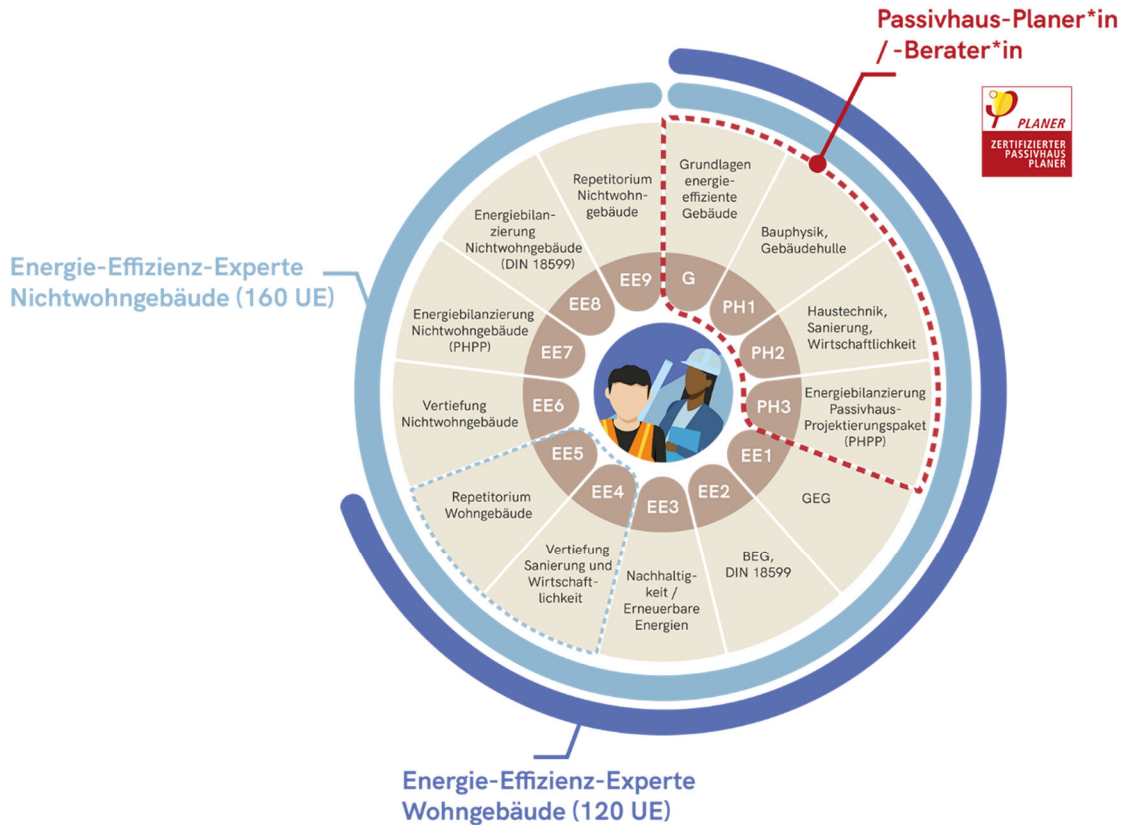 Passivhaus-Planer*in
/ -Berater*in
PLANER
ZERTIFIZIERTER
PASSIVHAUS
PLANER
Energie-Effizienz-Experte
Nichtwohngebäude (160 UE)
Grundlagen
energie-
effiziente
Gebäude
G
Bauphysik,
Gebäudehulle
PH1
Haustechnik,
Sanierung,
Wirtschaftlichkeit
PH2
Energiebilanzierung
Passivhaus-
Projektierungspaket
(PHPP)
PH3
GEG
EE1
BEG,
DIN 18599
EE2
Nachhaltig-
keit /
Erneuerbare
Energien
EE3
Vertiefung
Sanierung und
Wirtschaft-
lichkeit
EE4
Repetitorium
Wohngebäude
EE5
Vertiefung
Nichtwohngebäude
EE6
Energiebilanzierung
Nichtwohngebäude
(PHPP)
EE7
Energiebilan-
zierung
Nichtwohngebäude
(DIN 18599)
EE8
Repetitorium
Nichtwohn-
gebäude
EE9
Energie-Effizienz-Experte
Wohngebäude (120 UE)